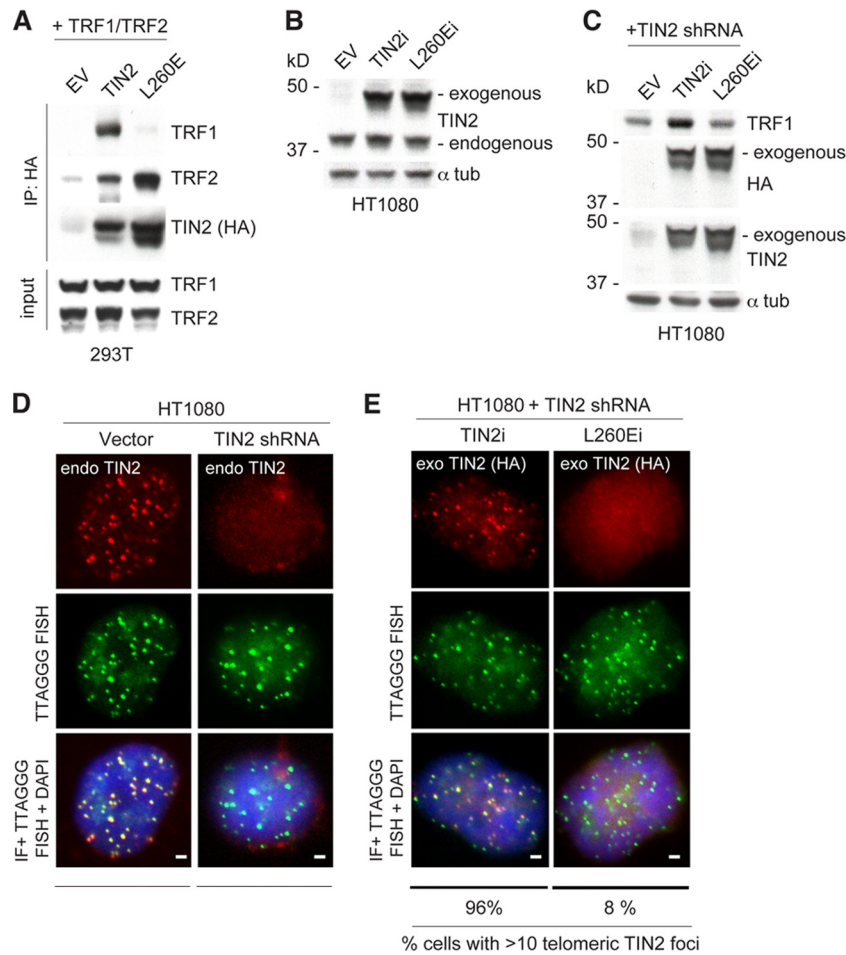 A
+ TRF1/TRF2
EV
TIN2
L260E
IP: HA
TRF1
TRF2
TIN2 (HA)
input
TRF1
TRF2
293T
B
kD
EV
TIN2i
L260Ei
50 -
- exogenous
TIN2
- endogenous
37 -
α tub
HT1080
C
+TIN2 shRNA
kD
EV
TIN2i
L260Ei
TRF1
50 -
- exogenous
HA
37 -
50 -
- exogenous
TIN2
37 -
α tub
HT1080
D
HT1080
Vector
TIN2 shRNA
endo TIN2
endo TIN2
TTAGGG FISH
IF+ TTAGGG
FISH + DAPI
E
HT1080 + TIN2 shRNA
TIN2i
L260Ei
exo TIN2 (HA)
exo TIN2 (HA)
TTAGGG FISH
IF+ TTAGGG
FISH + DAPI
96%
8 %
% cells with >10 telomeric TIN2 foci